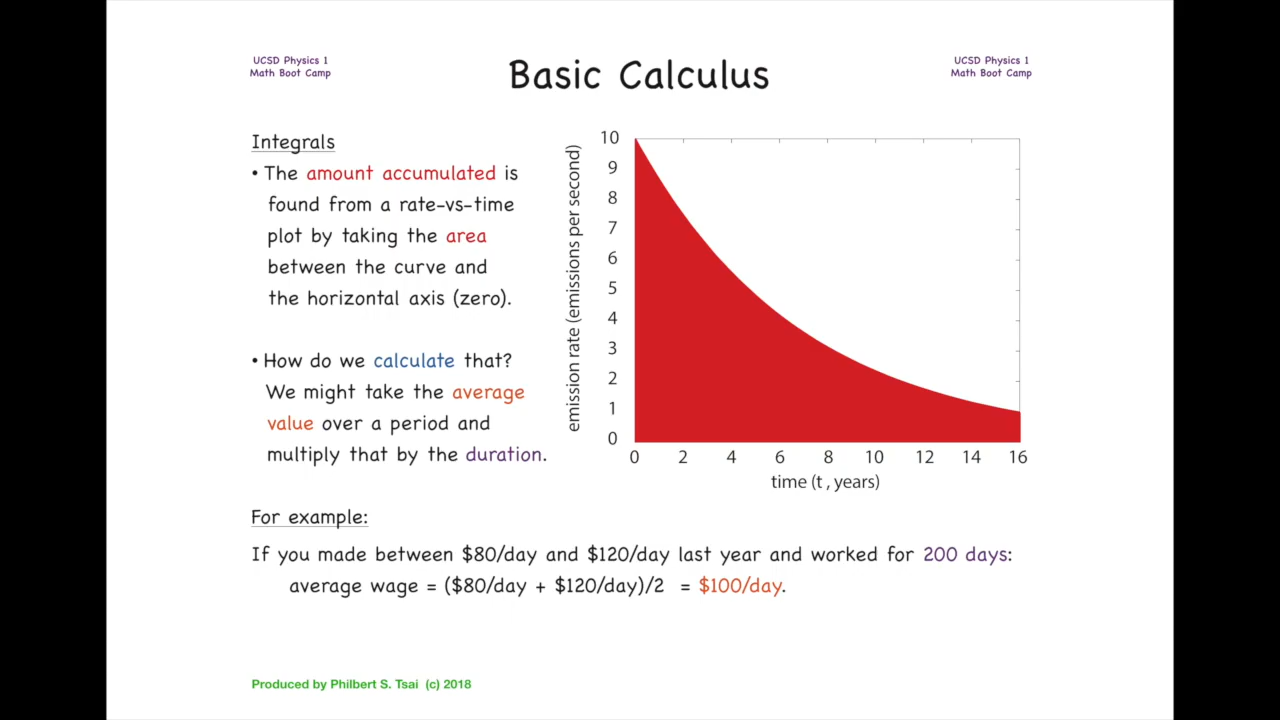 UCSD Physics 1
Math Boot Camp
Basic Calculus
UCSD Physics 1
Math Boot Camp
Integrals
• The amount accumulated is
found from a rate-vs-time
plot by taking the area
between the curve and
the horizontal axis (zero).
• How do we calculate that?
We might take the average
value over a period and
multiply that by the duration.
emission rate (emissions per second)
10
9
8
7
6
5
4
3
2
1
0
0 2 4 6 8 10 12 14 16
time (t , years)
For example:
If you made between $80/day and $120/day last year and worked for 200 days:
average wage = ($80/day + $120/day)/2 = $100/day.
Produced by Philbert S. Tsai (c) 2018